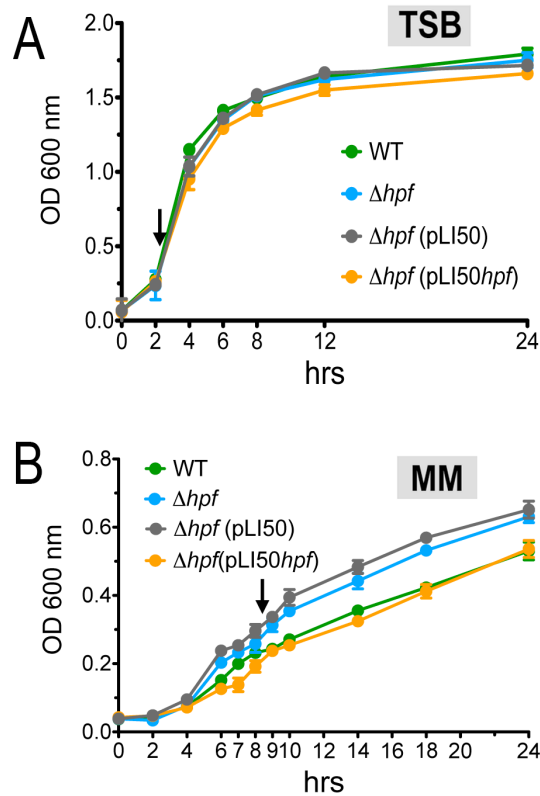 A
TSB
2.0
1.5
1.0
0.5
0.0
OD 600 nm
WT
Δhpf
Δhpf (pLI50)
Δhpf (pLI50hpf)
0 2 4 6 8 12 24
hrs
B
MM
0.8
0.6
0.4
0.2
0.0
OD 600 nm
WT
Δhpf
Δhpf (pLI50)
Δhpf(pLI50hpf)
0 2 4 6 7 8 9 10 12 14 16 18 20 24
hrs